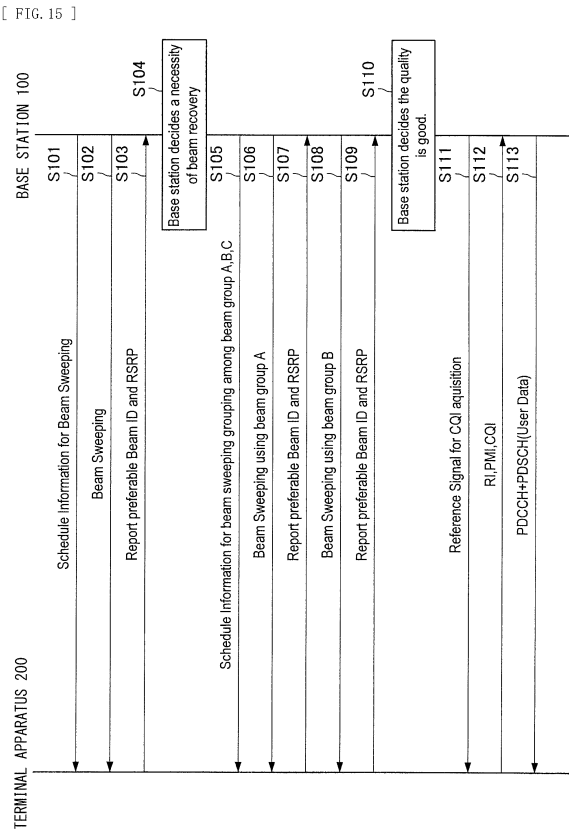 [ FIG. 15 ]
TERMINAL APPARATUS 200
BASE STATION 100
Schedule Information for Beam Sweeping
S101
Beam Sweeping
S102
Report preferable Beam ID and RSRP
S103
S104
Base station decides a necessity
of beam recovery
Schedule Information for beam sweeping grouping among beam group A,B,C
S105
Beam Sweeping using beam group A
S106
Report preferable Beam ID and RSRP
S107
Beam Sweeping using beam group B
S108
Report preferable Beam ID and RSRP
S109
S110
Base station decides the quality
is good.
Reference Signal for CQI aquisition
S111
RI,PMI,CQI
S112
PDCCH+PDSCH(User Data)
S113